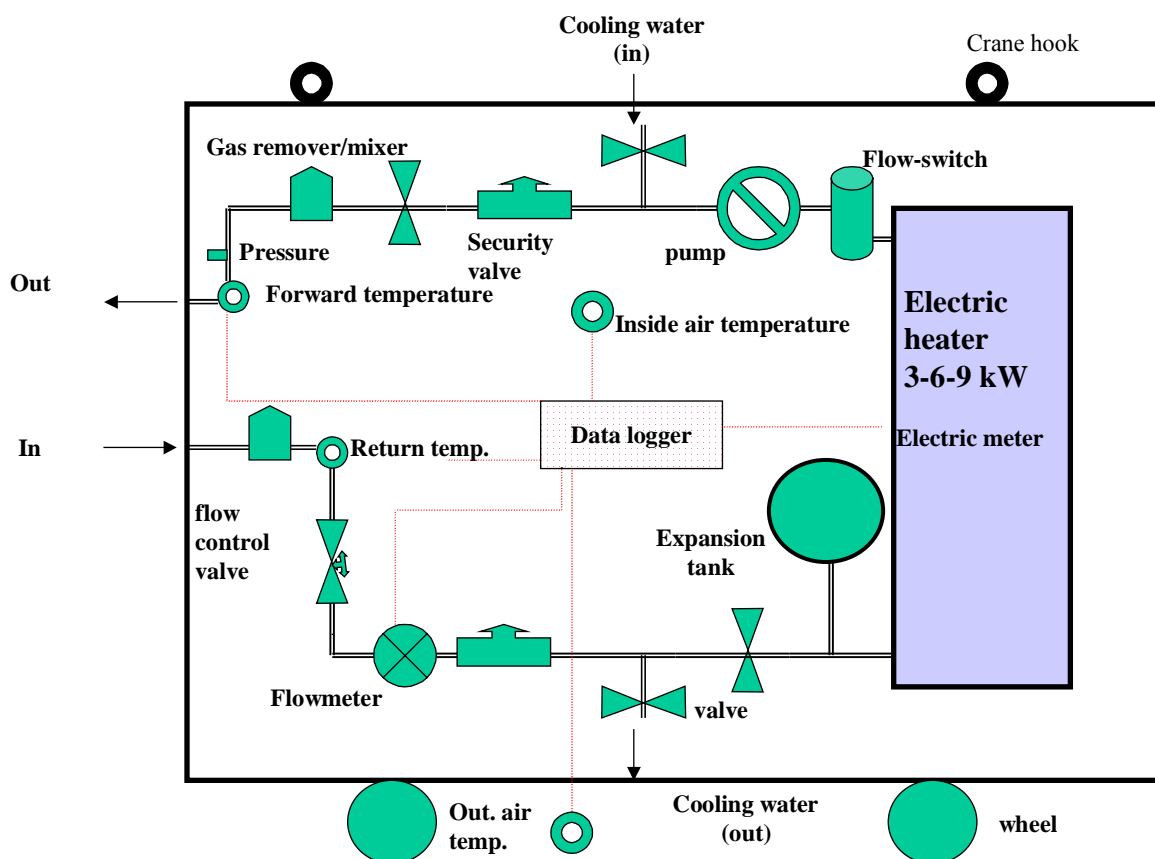 Cooling water
(in)
Crane hook
Gas remover/mixer
Flow-switch
Pressure
Security
valve
pump
Out
Forward temperature
Inside air temperature
Electric
heater
3-6-9 kW
In
Return temp.
Data logger
Electric meter
flow
control
valve
Expansion
tank
Flowmeter
valve
Out. air
temp.
Cooling water
(out)
wheel